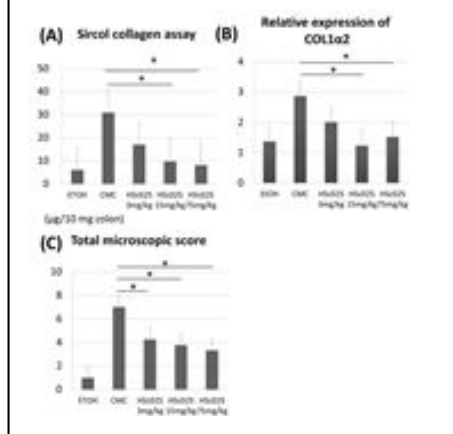 (A) Sircol collagen assay
*
*
50
40
30
20
10
0
ETOH CMC HSc025 HSc025 HSc025
3mg/kg 15mg/kg 75mg/kg
(μg/10 mg colon)
(B) Relative expression of
COL1α2
*
*
4
3
2
1
0
EtOH CMC HSc025 HSc025 HSc025
3mg/kg 15mg/kg 75mg/kg
(C) Total microscopic score
*
*
*
10
8
6
4
2
0
ETOH CMC HSc025 HSc025 HSc025
3mg/kg 15mg/kg 75mg/kg